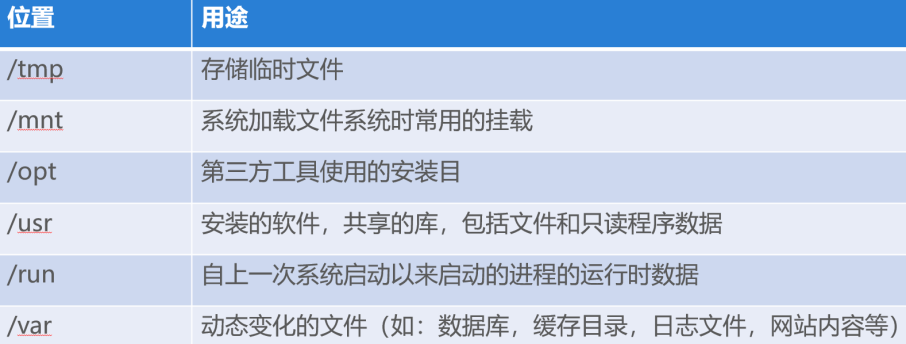 位置 用途
/tmp 存储临时文件
/mnt 系统加载文件系统时常用的挂载
/opt 第三方工具使用的安装目
/usr 安装的软件，共享的库，包括文件和只读程序数据
/run 自上一次系统启动以来启动的进程的运行时数据
/var 动态变化的文件（如：数据库，缓存目录，日志文件，网站内容等）